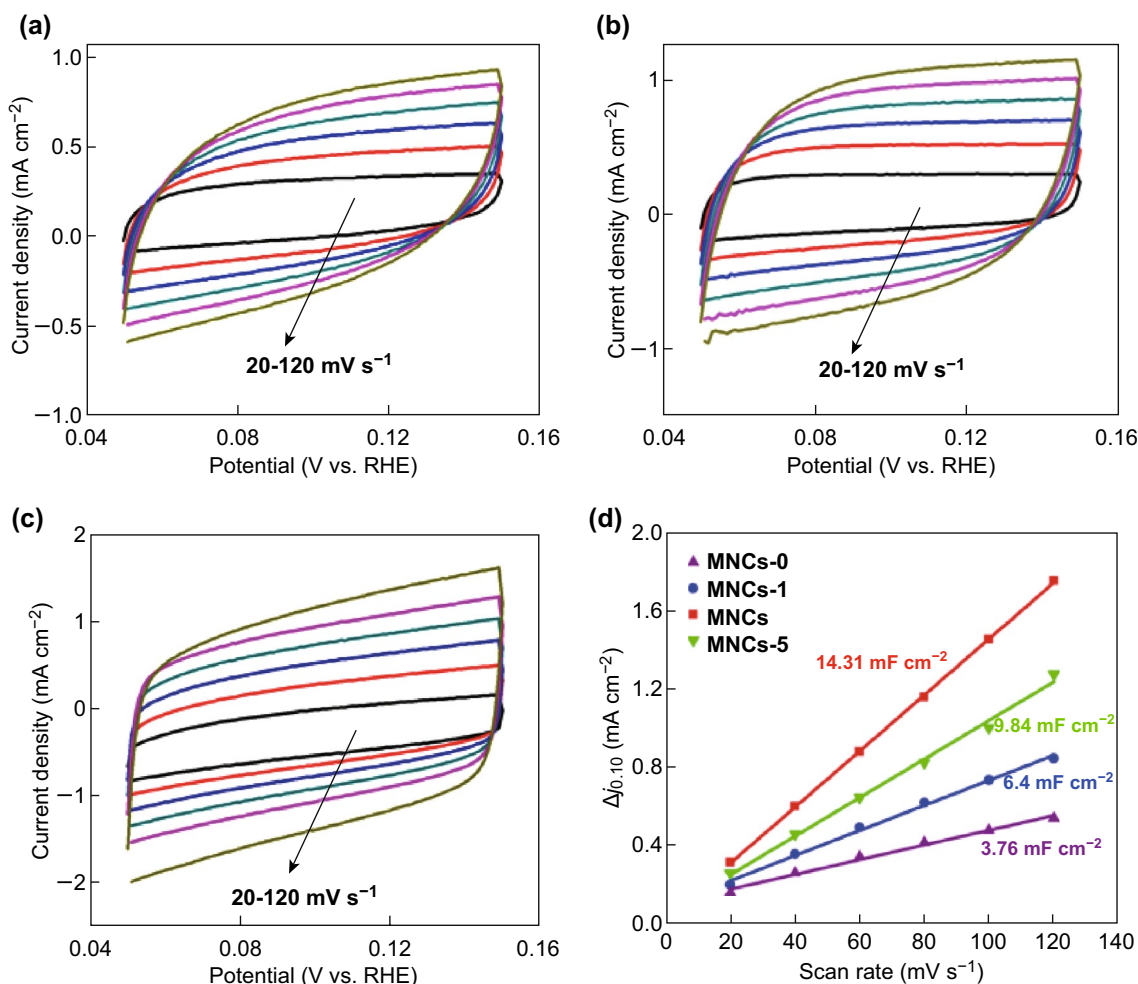 (a)
1.0
0.5
0.0
−0.5
−1.0
Current density (mA cm⁻²)
20-120 mV s⁻¹
0.04 0.08 0.12 0.16
Potential (V vs. RHE)
(b)
1
0
−1
Current density (mA cm⁻²)
20-120 mV s⁻¹
0.04 0.08 0.12 0.16
Potential (V vs. RHE)
(c)
2
1
0
−1
−2
Current density (mA cm⁻²)
20-120 mV s⁻¹
0.04 0.08 0.12 0.16
Potential (V vs. RHE)
(d)
2.0
1.6
1.2
0.8
0.4
0.0
Δj0.10 (mA cm⁻²)
MNCs-0
MNCs-1
MNCs
MNCs-5
14.31 mF cm⁻²
9.84 mF cm⁻²
6.4 mF cm⁻²
3.76 mF cm⁻²
20 40 60 80 100 120 140
Scan rate (mV s⁻¹)